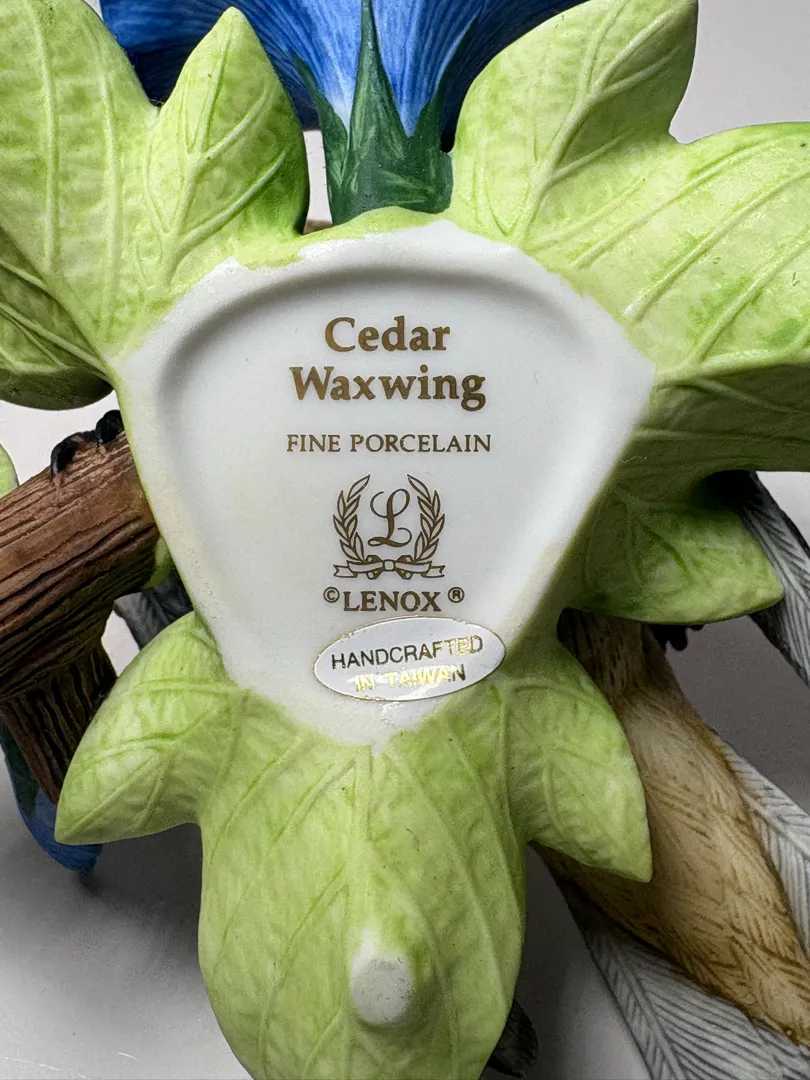 Cedar
Waxwing
FINE PORCELAIN
L
©LENOX®
HANDCRAFTED
IN TAIWAN